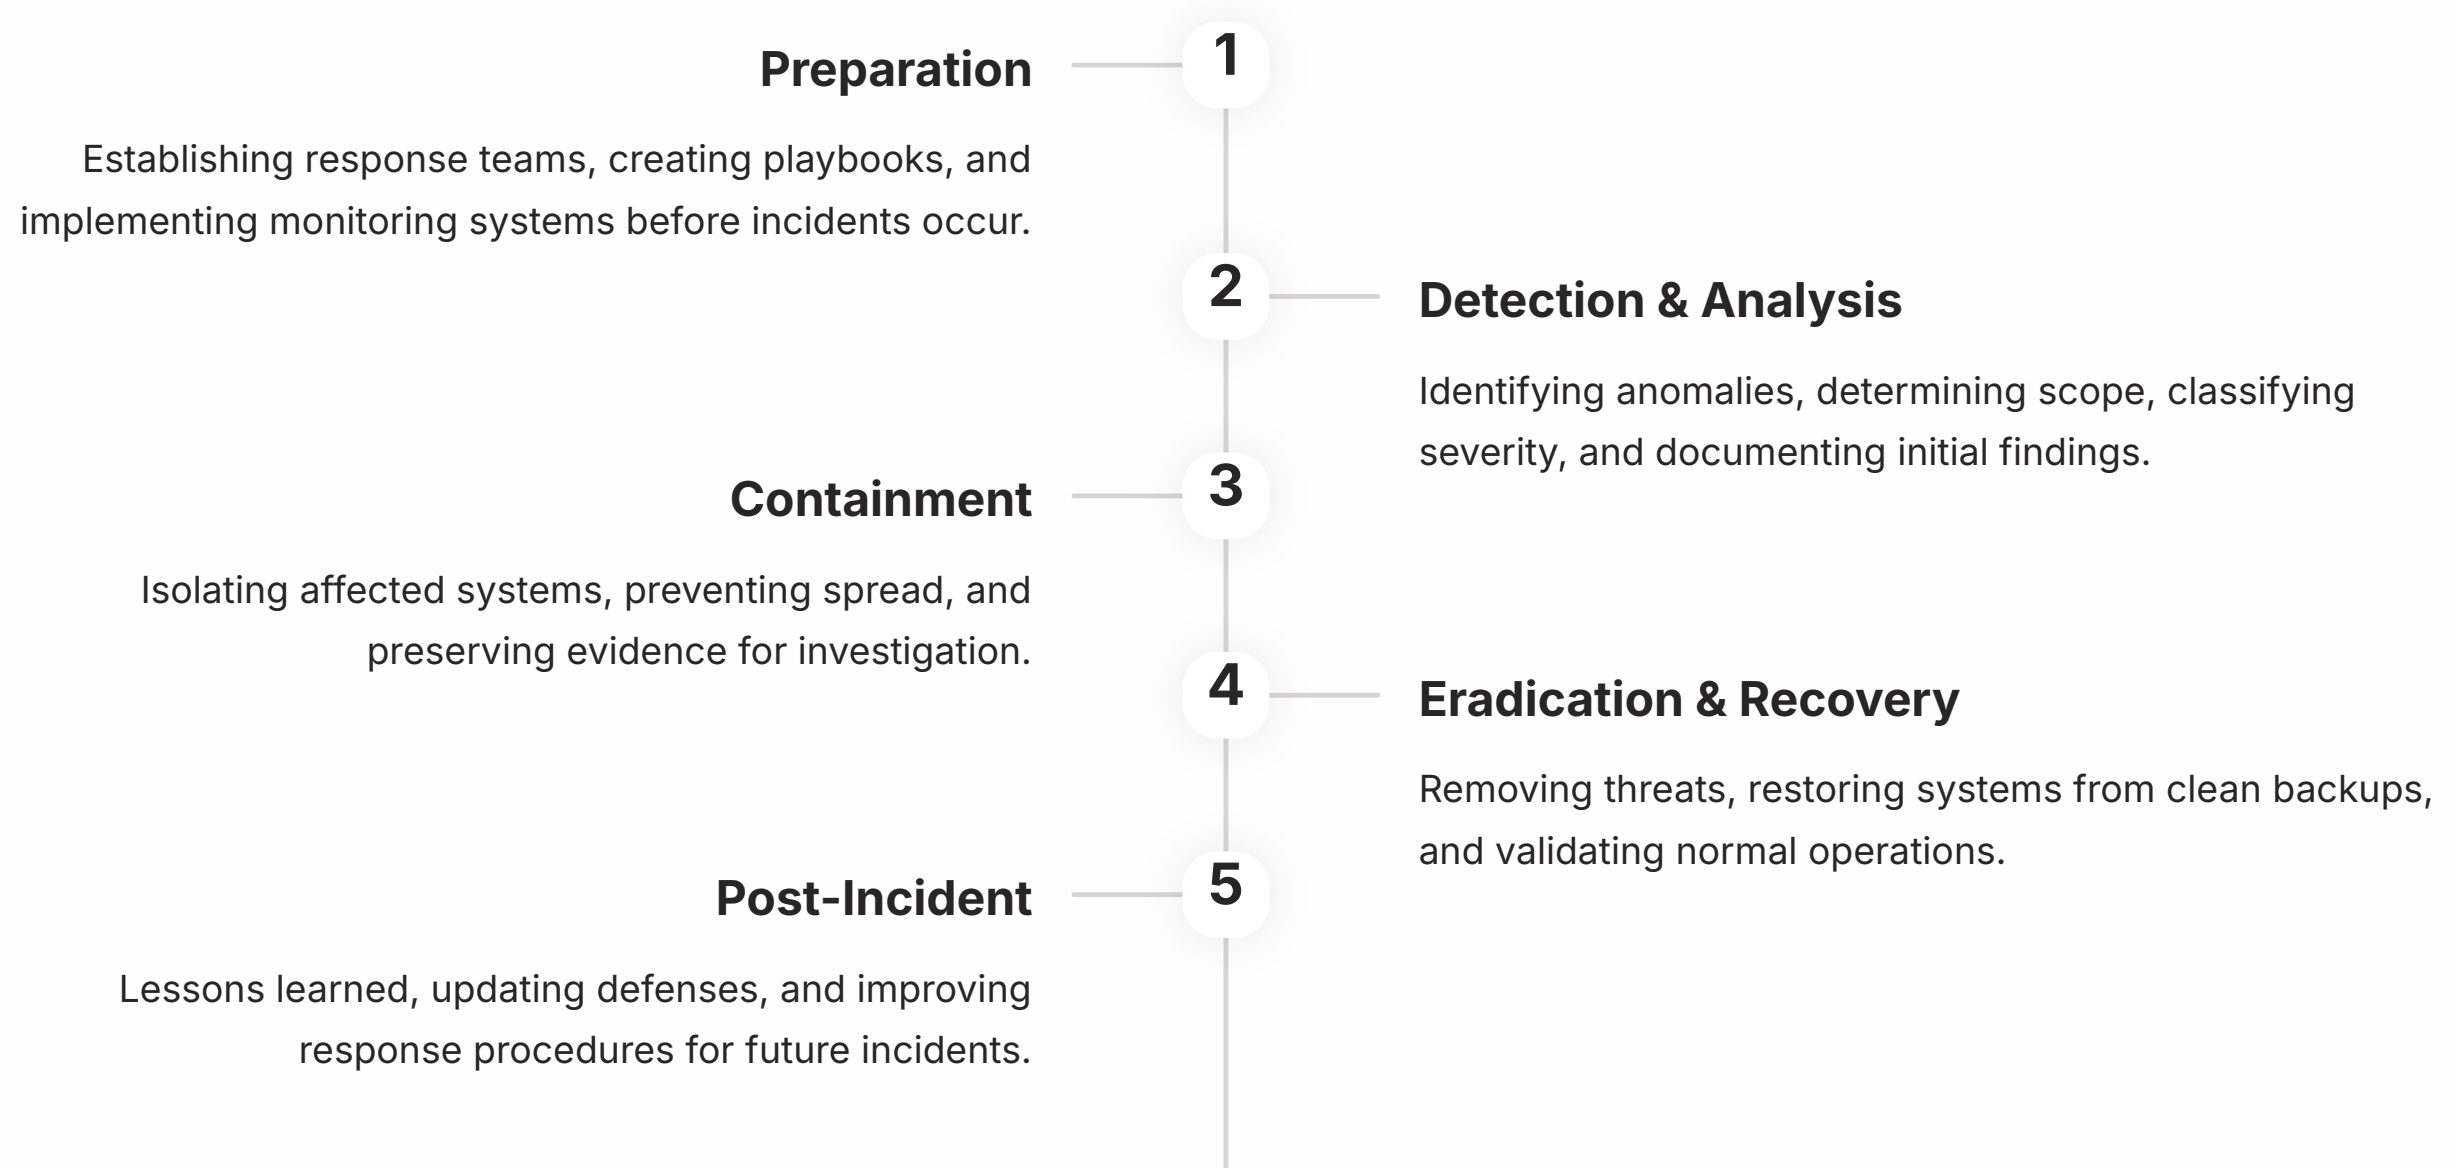 1
Preparation
Establishing response teams, creating playbooks, and
implementing monitoring systems before incidents occur.
2
Detection & Analysis
Identifying anomalies, determining scope, classifying
severity, and documenting initial findings.
3
Containment
Isolating affected systems, preventing spread, and
preserving evidence for investigation.
4
Eradication & Recovery
Removing threats, restoring systems from clean backups,
and validating normal operations.
5
Post-Incident
Lessons learned, updating defenses, and improving
response procedures for future incidents.